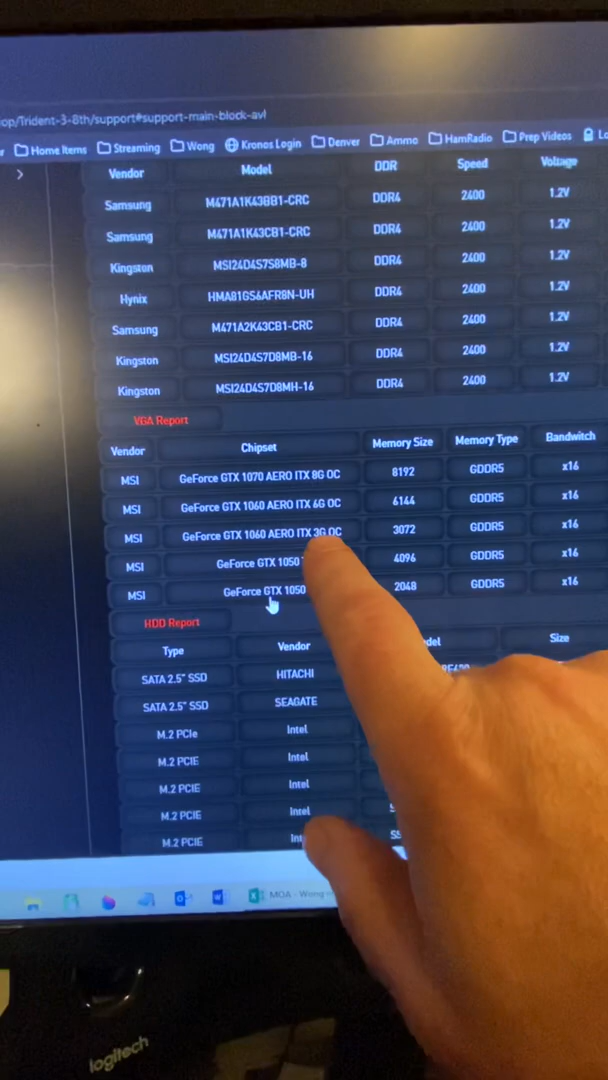 op/Trident-3-8th/support#support-main-block-avl
Home Items Streaming Wong Kronos Login Denver Ammo HamRadio Prep Videos
Vendor Model DDR Speed Voltage
Samsung M471A1K43BB1-CRC DDR4 2400 1.2V
Samsung M471A1K43CB1-CRC DDR4 2400 1.2V
Kingston MSI24D4S7S8MB-8 DDR4 2400 1.2V
Hynix HMA81GS6AFR8N-UH DDR4 2400 1.2V
Samsung M471A2K43CB1-CRC DDR4 2400 1.2V
Kingston MSI24D4S7D8MB-16 DDR4 2400 1.2V
Kingston MSI24D4S7D8MH-16 DDR4 2400 1.2V
VGA Report
Vendor Chipset Memory Size Memory Type Bandwitch
MSI GeForce GTX 1070 AERO ITX 8G OC 8192 GDDR5 x16
MSI GeForce GTX 1060 AERO ITX 6G OC 6144 GDDR5 x16
MSI GeForce GTX 1060 AERO ITX 3G OC 3072 GDDR5 x16
MSI GeForce GTX 1050 4096 GDDR5 x16
MSI GeForce GTX 1050 2048 GDDR5 x16
HDD Report
Type Vendor Size
SATA 2.5" SSD HITACHI
SATA 2.5" SSD SEAGATE
M.2 PCIe Intel
M.2 PCIE Intel
M.2 PCIE Intel
M.2 PCIE Intel
M.2 PCIE
MOA - Wong
logitech